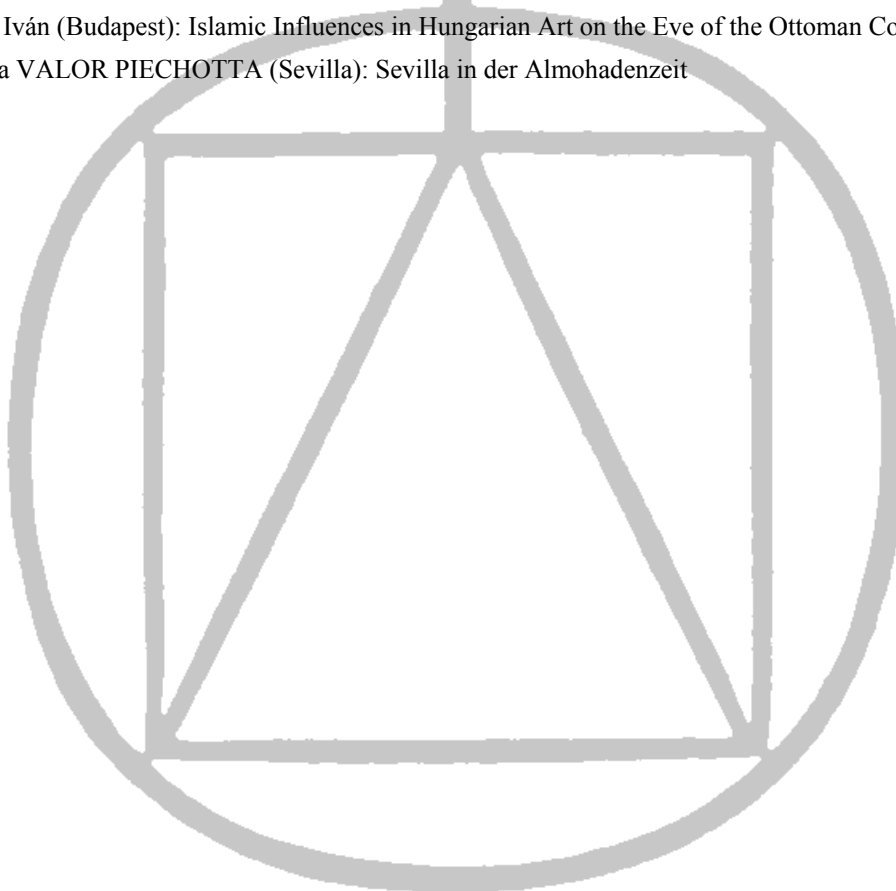 Iván (Budapest): Islamic Influences in Hungarian Art on the Eve of the Ottoman
VALOR PIECHOTTA (Sevilla): Sevilla in der Almohadenzeit